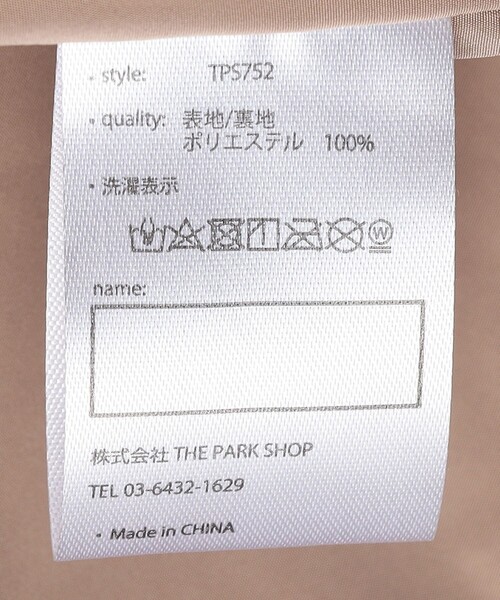 • style: TPS752
• quality: 表地/裏地
ポリエステル 100%
• 洗濯表示
W
name:
株式会社 THE PARK SHOP
TEL 03-6432-1629
• Made in CHINA